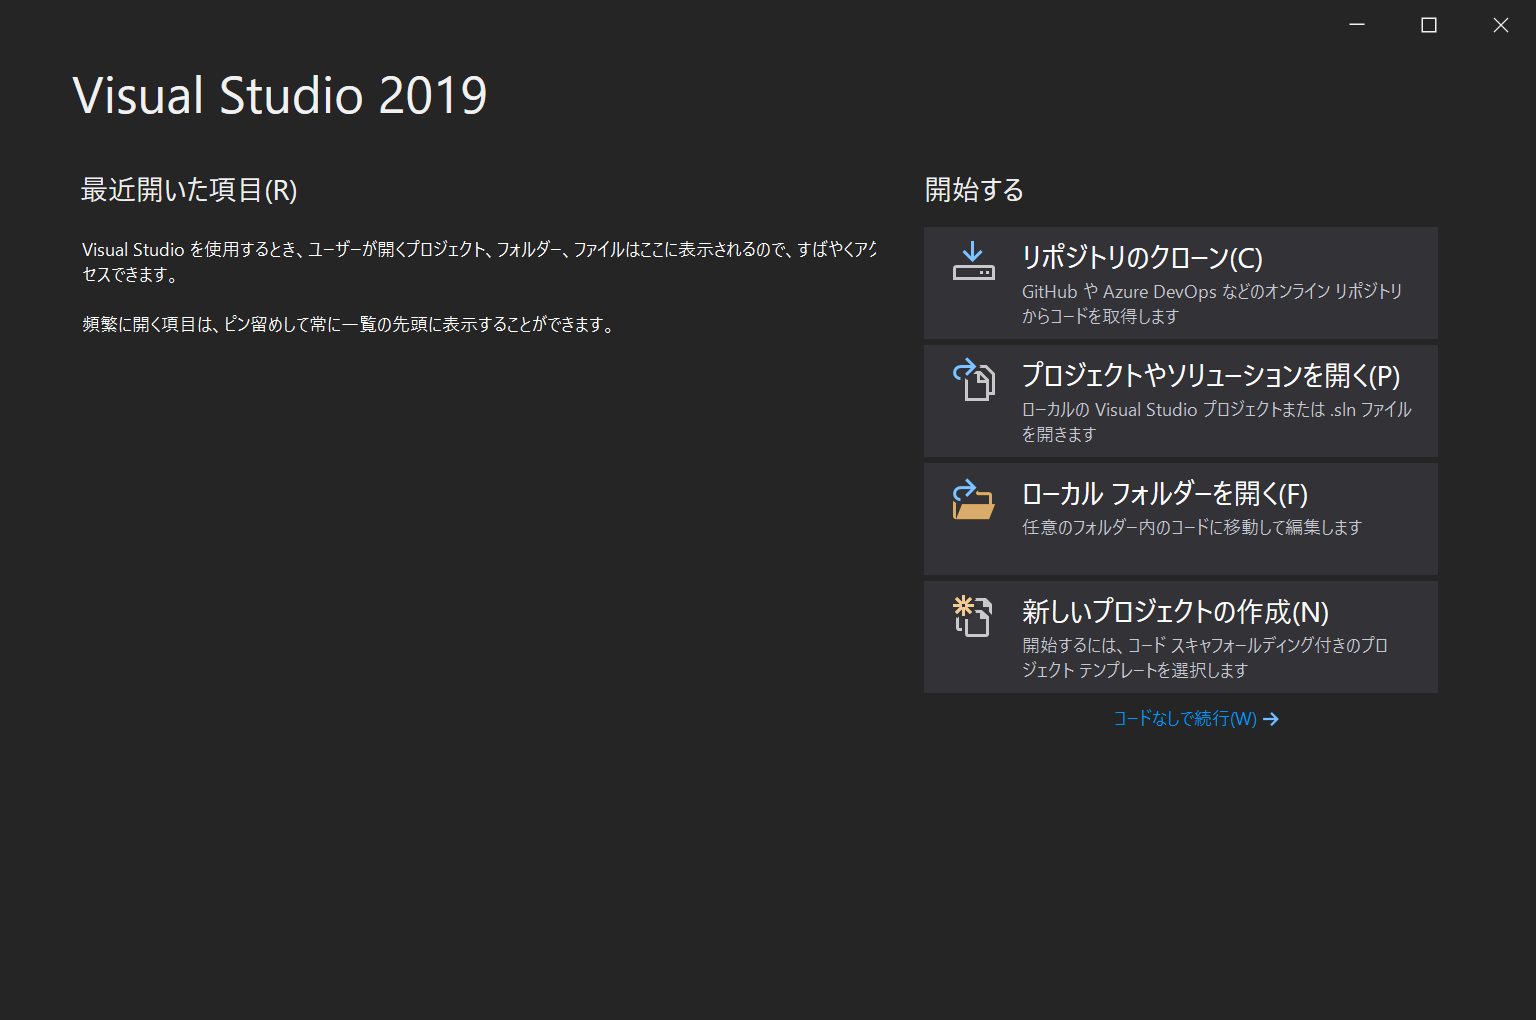 Visual Studio 2019
最近開いた項目(R)
Visual Studio を使用するとき、ユーザーが開くプロジェクト、フォルダー、ファイルはここに表示されるので、すばやくアク
セスできます。
頻繁に開く項目は、ピン留めして常に一覧の先頭に表示することができます。
開始する
リポジトリのクローン(C)
GitHub や Azure DevOps などのオンライン リポジトリ
からコードを取得します
プロジェクトやソリューションを開く(P)
ローカルの Visual Studio プロジェクトまたは .sln ファイル
を開きます
ローカル フォルダーを開く(F)
任意のフォルダー内のコードに移動して編集します
新しいプロジェクトの作成(N)
開始するには、コード スキャフォールディング付きのプロ
ジェクト テンプレートを選択します
コードなしで続行(W)